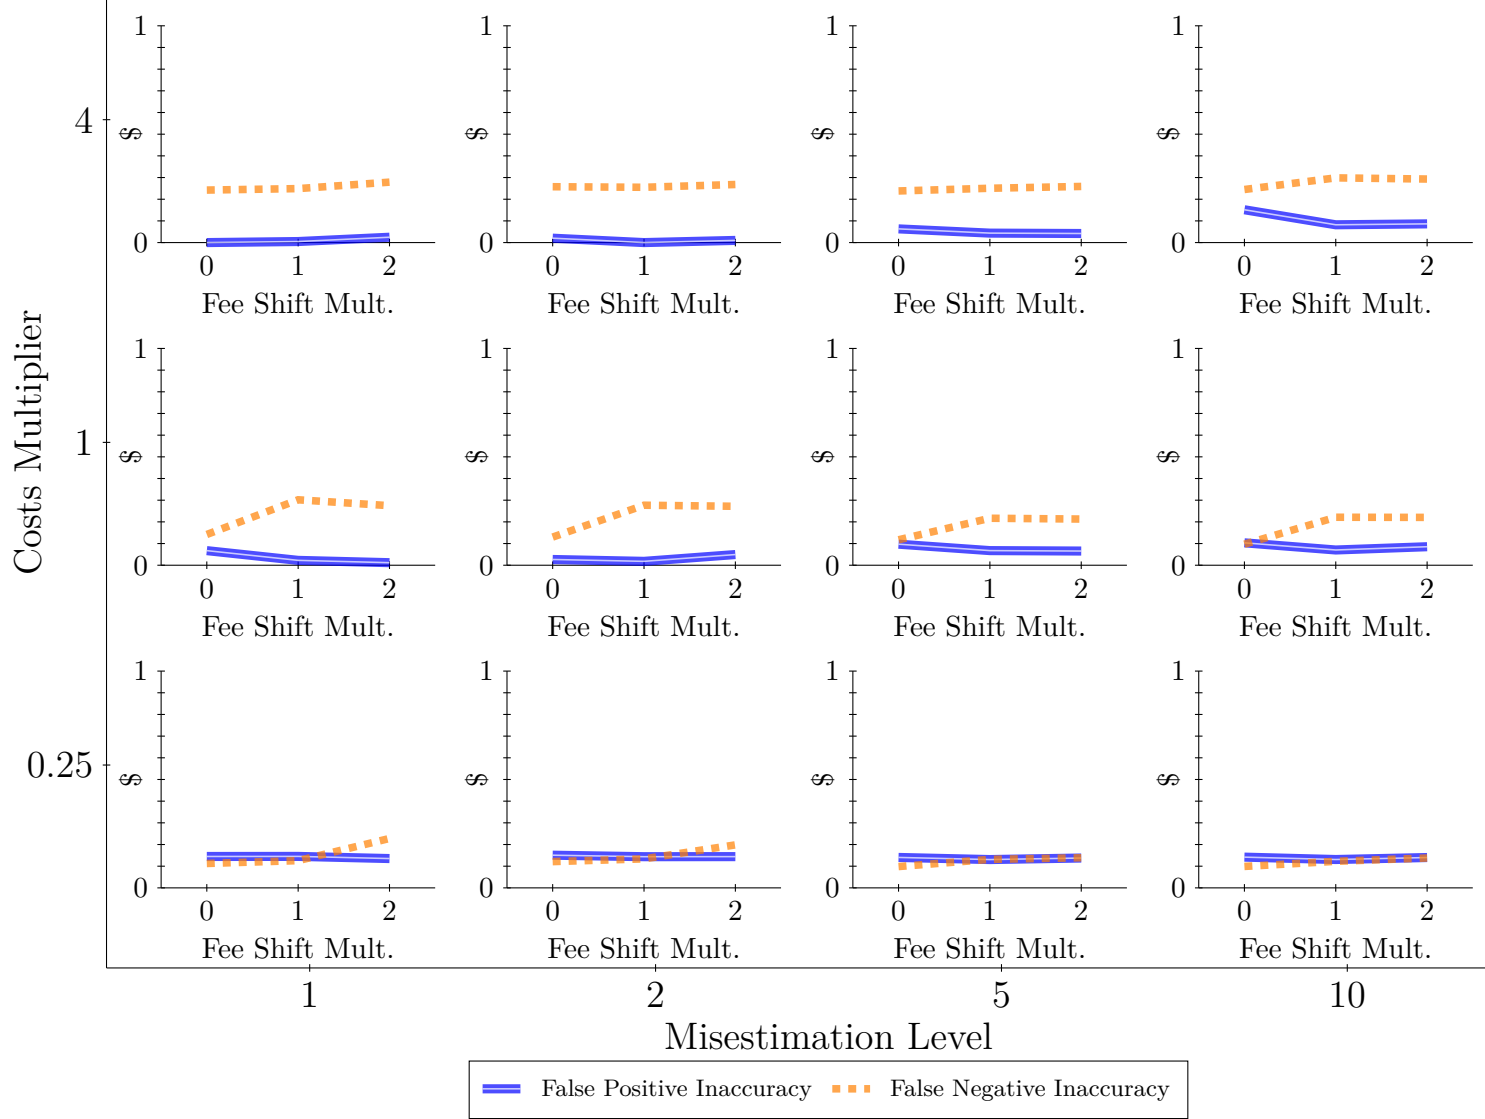 Costs Multiplier
4
1
0.25
1
$
0
0 1 2
Fee Shift Mult.
1
$
0
0 1 2
Fee Shift Mult.
1
$
0
0 1 2
Fee Shift Mult.
1
$
0
0 1 2
Fee Shift Mult.
1
$
0
0 1 2
Fee Shift Mult.
1
$
0
0 1 2
Fee Shift Mult.
1
$
0
0 1 2
Fee Shift Mult.
1
$
0
0 1 2
Fee Shift Mult.
1
$
0
0 1 2
Fee Shift Mult.
1
$
0
0 1 2
Fee Shift Mult.
1
$
0
0 1 2
Fee Shift Mult.
1
$
0
0 1 2
Fee Shift Mult.
1 2 5 10
Misestimation Level
False Positive Inaccuracy False Negative Inaccuracy